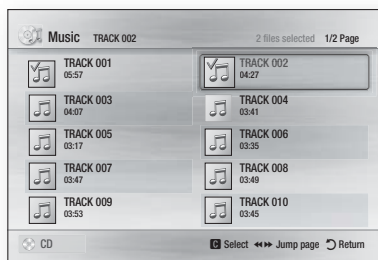 Music TRACK 002 2 files selected 1/2 Page
TRACK 001 TRACK 002
05:57 04:27
TRACK 003 TRACK 004
04:07 03:41
TRACK 005 TRACK 006
03:17 03:35
TRACK 007 TRACK 008
03:47 03:49
TRACK 009 TRACK 010
03:53 03:45
CD C Select Jump page Return